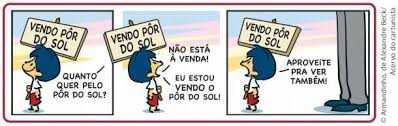 VENDO PÔR
DO SOL
QUANTO
QUER PELO
PÔR DO SOL?
VENDO PÔR
DO SOL
NÃO ESTÁ
À VENDA!
EU ESTOU
VENDO O
PÔR DO SOL!
VENDO PÔR
DO SOL
APROVEITE
PRA VER
TAMBÉM!
© Armandinho, de Alexandre Beck/
Acervo do cartunista